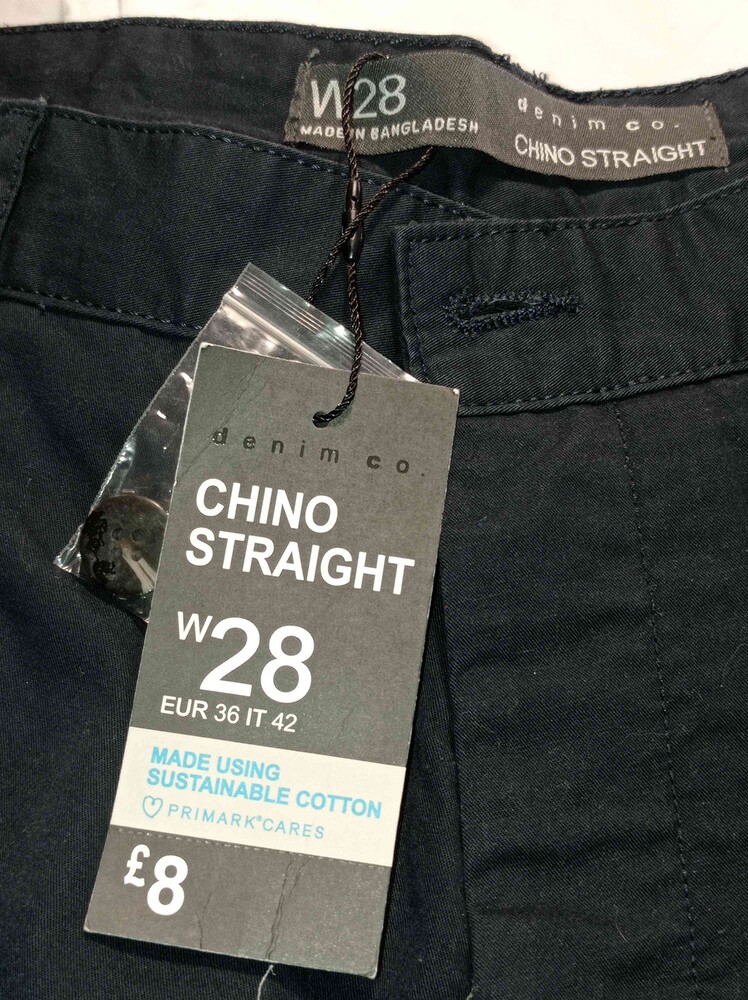 W28
MADE IN BANGLADESH
denim co.
CHINO STRAIGHT
denim co.
CHINO
STRAIGHT
W28
EUR 36 IT 42
MADE USING
SUSTAINABLE COTTON
PRIMARK®CARES
£8